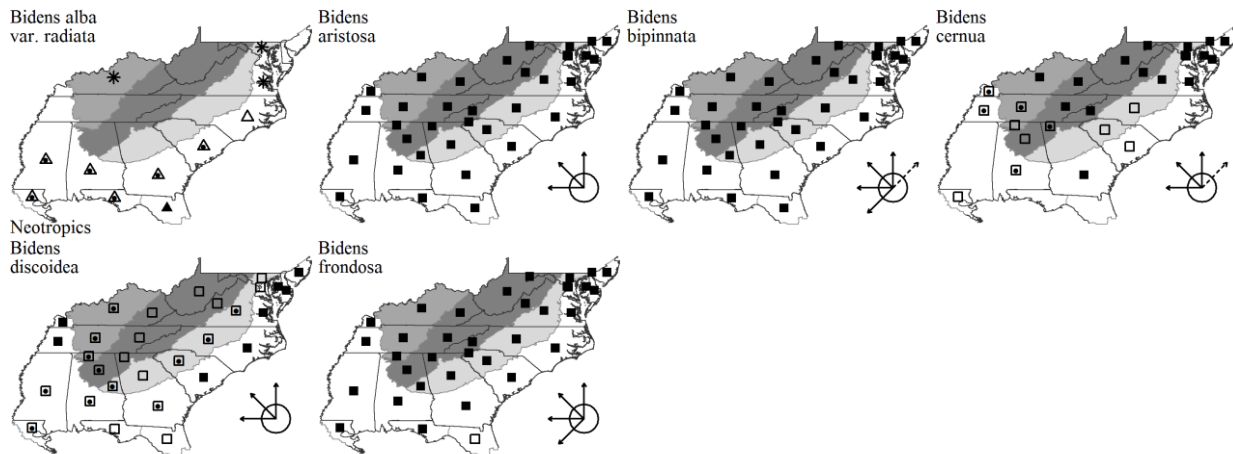 Bidens alba
var. radiata
Bidens
aristosa
Bidens
bipinnata
Bidens
cernua
Neotropics
Bidens
discoidea
Bidens
frondosa